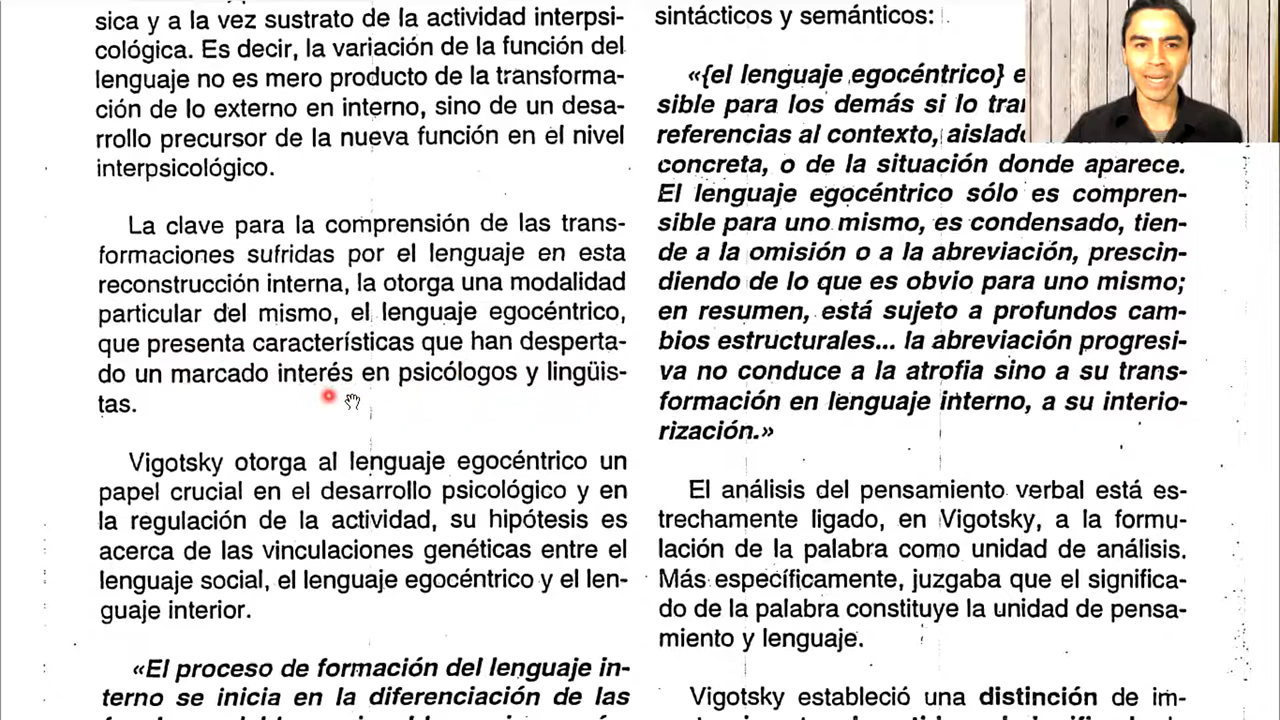 sica y a la vez sustrato de la actividad interpsi-
cológica. Es decir, la variación de la función del
lenguaje no es mero producto de la transforma-
ción de lo externo en interno, sino de un desa-
rrollo precursor de la nueva función en el nivel
interpsicológico.
La clave para la comprensión de las trans-
formaciones sufridas por el lenguaje en esta
reconstrucción interna, la otorga una modalidad
particular del mismo, el lenguaje egocéntrico,
que presenta características que han desperta-
do un marcado interés en psicólogos y lingüis-
tas.
Vigotsky otorga al lenguaje egocéntrico un
papel crucial en el desarrollo psicológico y en
la regulación de la actividad, su hipótesis es
acerca de las vinculaciones genéticas entre el
lenguaje social, el lenguaje egocéntrico y el len-
guaje interior.
«El proceso de formación del lenguaje in-
terno se inicia en la diferenciación de las
sintácticos y semánticos:
«{el lenguaje egocéntrico}
sible para los demás si lo
referencias al contexto,
concreta, o de la situación donde aparece.
El lenguaje egocéntrico sólo es compren-
sible para uno mismo, es condensado, tien-
de a la omisión o a la abreviación, prescin-
diendo de lo que es obvio para uno mismo;
en resumen, está sujeto a profundos cam-
bios estructurales... la abreviación progresi-
va no conduce a la atrofia sino a su trans-
formación en lenguaje interno, a su interio-
rización.»
El análisis del pensamiento verbal está es-
trechamente ligado, en Vigotsky, a la formu-
lación de la palabra como unidad de análisis.
Más específicamente, juzgaba que el significa-
do de la palabra constituye la unidad de pensa-
miento y lenguaje.
Vigotsky estableció una distinción de im-